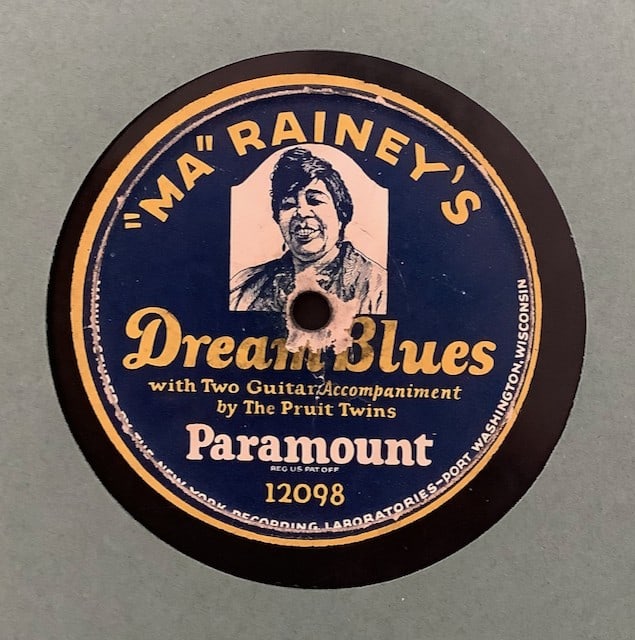 "MA" RAINEY'S
Dream Blues
with Two Guitar Accompaniment
by The Pruit Twins
Paramount
REG US PAT OFF
12098
BY THE NEW YORK RECORDING LABORATORIES-PORT WASHINGTON, WISCONSIN